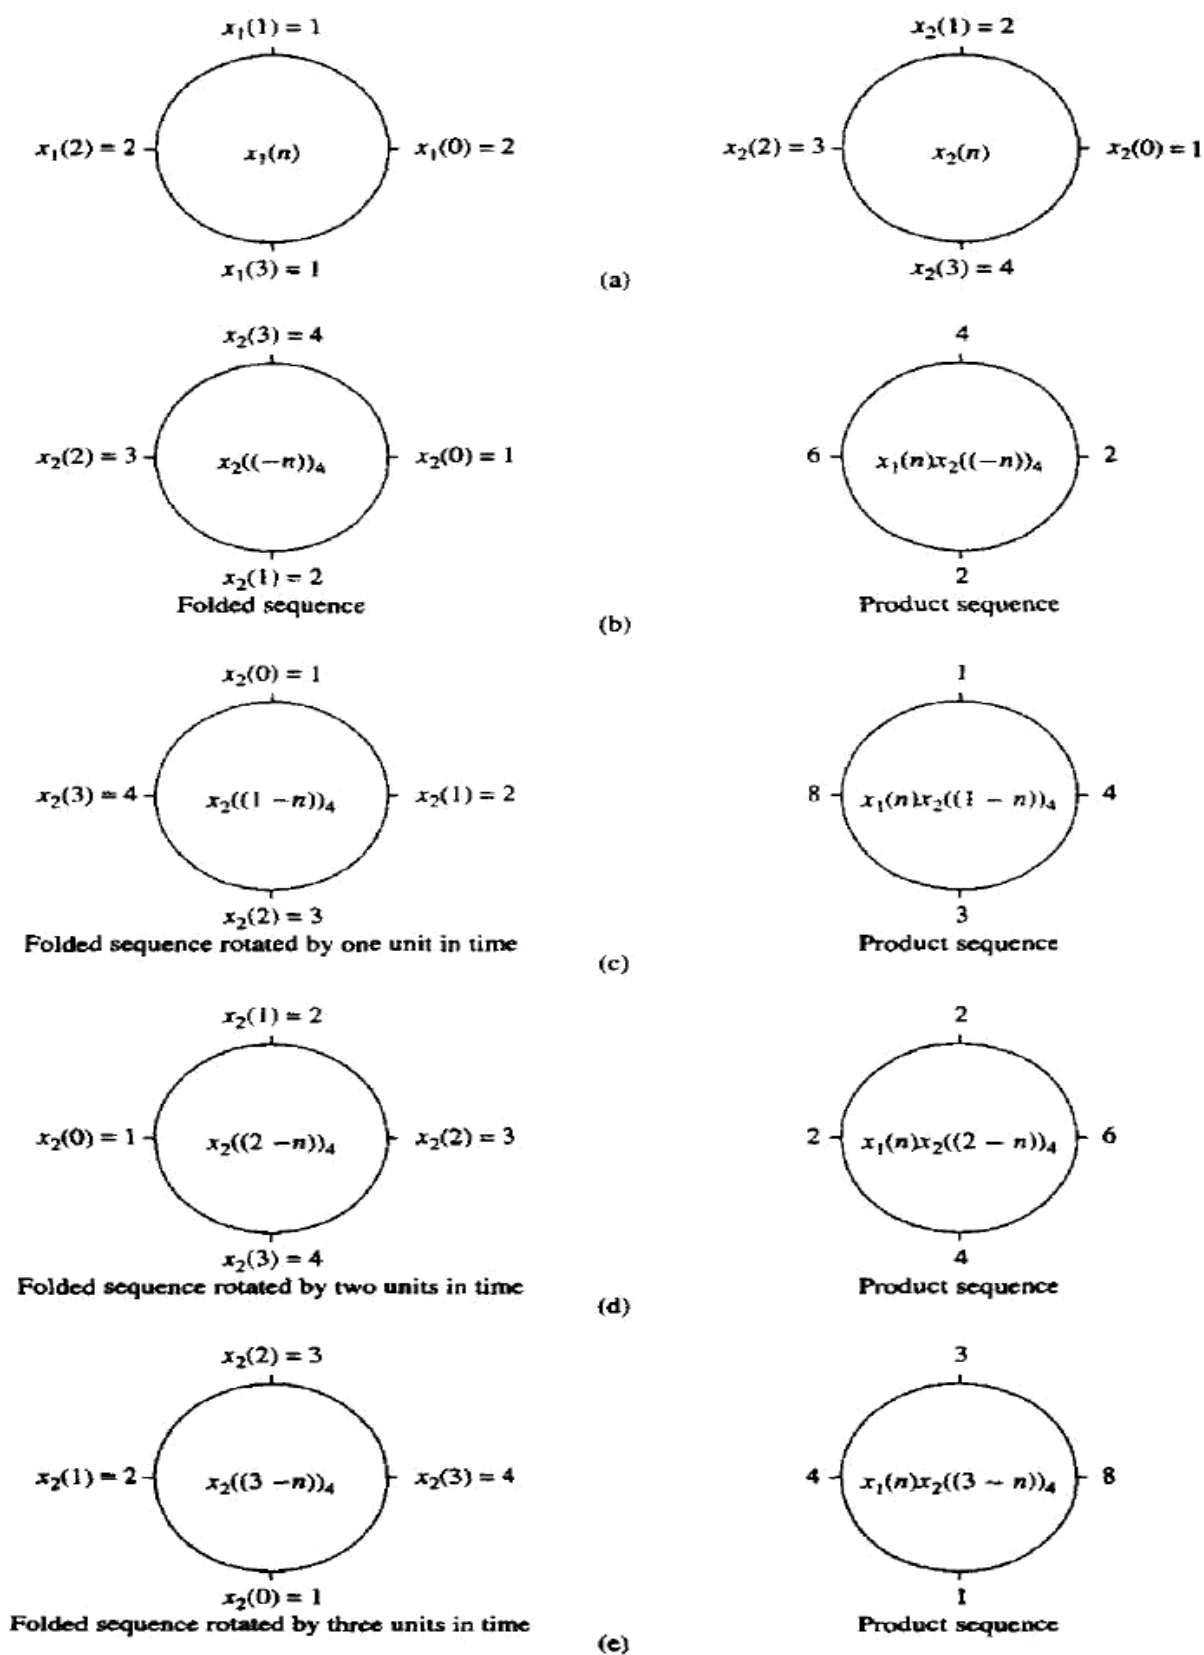 x₁(1) = 1
x₂(1) = 2
x₁(2) = 2
x₁(n)
x₁(0) = 2
x₂(2) = 3
x₂(n)
x₂(0) = 1
x₁(3) = 1
x₂(3) = 4
(a)
x₂(3) = 4
4
x₂(2) = 3
x₂((−n))₄
x₂(0) = 1
6
x₁(n)x₂((−n))₄
2
x₂(1) = 2
2
Folded sequence
Product sequence
(b)
x₂(0) = 1
1
x₂(3) = 4
x₂((1 −n))₄
x₂(1) = 2
8
x₁(n)x₂((1 − n))₄
4
x₂(2) = 3
3
Folded sequence rotated by one unit in time
Product sequence
(c)
x₂(1) = 2
2
x₂(0) = 1
x₂((2 −n))₄
x₂(2) = 3
2
x₁(n)x₂((2 − n))₄
6
x₂(3) = 4
4
Folded sequence rotated by two units in time
Product sequence
(d)
x₂(2) = 3
3
x₂(1) = 2
x₂((3 −n))₄
x₂(3) = 4
4
x₁(n)x₂((3 − n))₄
8
x₂(0) = 1
1
Folded sequence rotated by three units in time
Product sequence
(e)